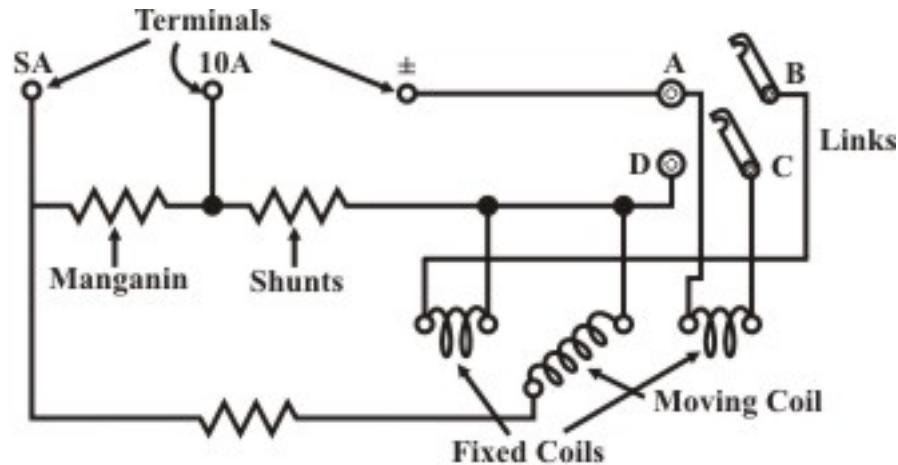 Terminals
SA
10A
±
A
B
Links
D
C
Manganin
Shunts
Moving Coil
Fixed Coils